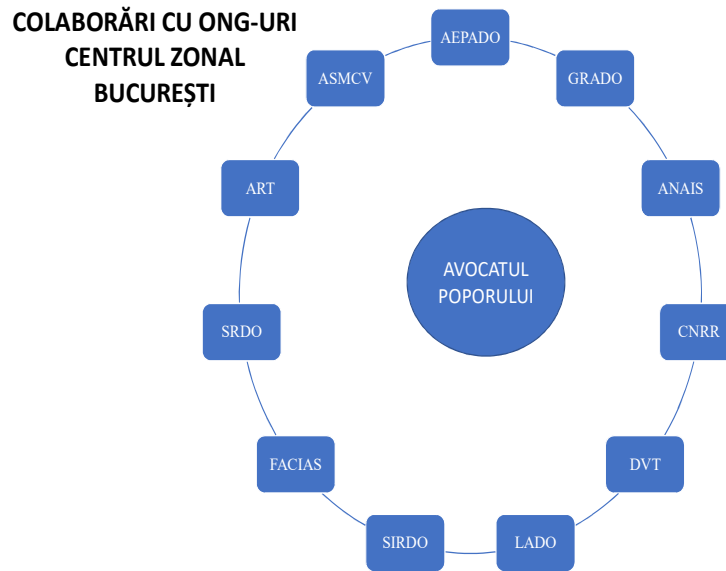 COLABORĂRI CU ONG-URI
CENTRUL ZONAL
BUCUREȘTI
AEPADO
GRADO
ANAIS
CNRR
DVT
LADO
SIRDO
FACIAS
SRDO
ART
ASMCV
AVOCATUL
POPORULUI